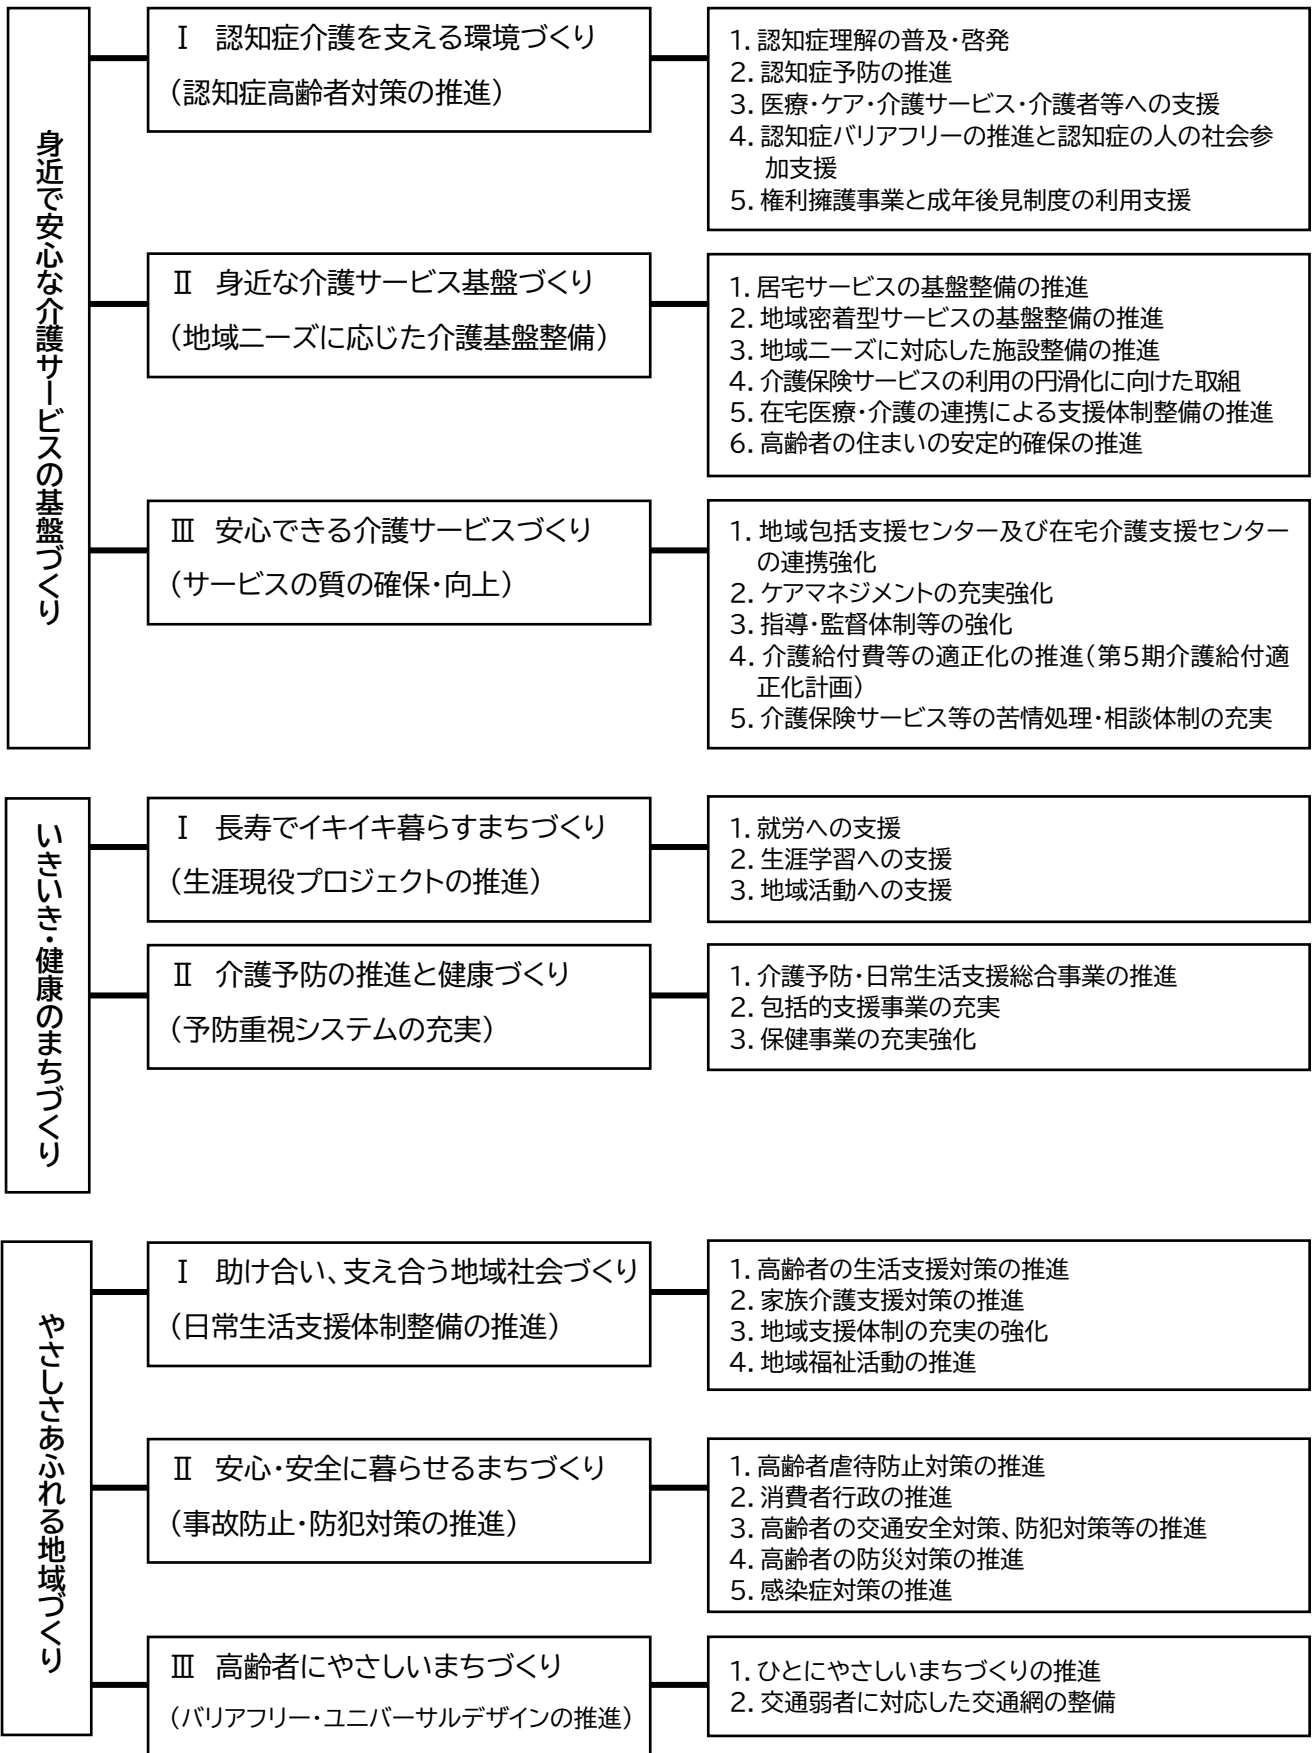 身近で安心な介護サービスの基盤づくり
Ⅰ 認知症介護を支える環境づくり
（認知症高齢者対策の推進）
1. 認知症理解の普及・啓発
2. 認知症予防の推進
3. 医療・ケア・介護サービス・介護者等への支援
4. 認知症バリアフリーの推進と認知症の人の社会参
加支援
5. 権利擁護事業と成年後見制度の利用支援
Ⅱ 身近な介護サービス基盤づくり
（地域ニーズに応じた介護基盤整備）
1. 居宅サービスの基盤整備の推進
2. 地域密着型サービスの基盤整備の推進
3. 地域ニーズに対応した施設整備の推進
4. 介護保険サービスの利用の円滑化に向けた取組
5. 在宅医療・介護の連携による支援体制整備の推進
6. 高齢者の住まいの安定的確保の推進
Ⅲ 安心できる介護サービスづくり
（サービスの質の確保・向上）
1. 地域包括支援センター及び在宅介護支援センター
の連携強化
2. ケアマネジメントの充実強化
3. 指導・監督体制等の強化
4. 介護給付費等の適正化の推進（第5期介護給付適
正化計画）
5. 介護保険サービス等の苦情処理・相談体制の充実
いきいき・健康のまちづくり
Ⅰ 長寿でイキイキ暮らすまちづくり
（生涯現役プロジェクトの推進）
1. 就労への支援
2. 生涯学習への支援
3. 地域活動への支援
Ⅱ 介護予防の推進と健康づくり
（予防重視システムの充実）
1. 介護予防・日常生活支援総合事業の推進
2. 包括的支援事業の充実
3. 保健事業の充実強化
やさしさあふれる地域づくり
Ⅰ 助け合い、支え合う地域社会づくり
（日常生活支援体制整備の推進）
1. 高齢者の生活支援対策の推進
2. 家族介護支援対策の推進
3. 地域支援体制の充実の強化
4. 地域福祉活動の推進
Ⅱ 安心・安全に暮らせるまちづくり
（事故防止・防犯対策の推進）
1. 高齢者虐待防止対策の推進
2. 消費者行政の推進
3. 高齢者の交通安全対策、防犯対策等の推進
4. 高齢者の防災対策の推進
5. 感染症対策の推進
Ⅲ 高齢者にやさしいまちづくり
（バリアフリー・ユニバーサルデザインの推進）
1. ひとにやさしいまちづくりの推進
2. 交通弱者に対応した交通網の整備